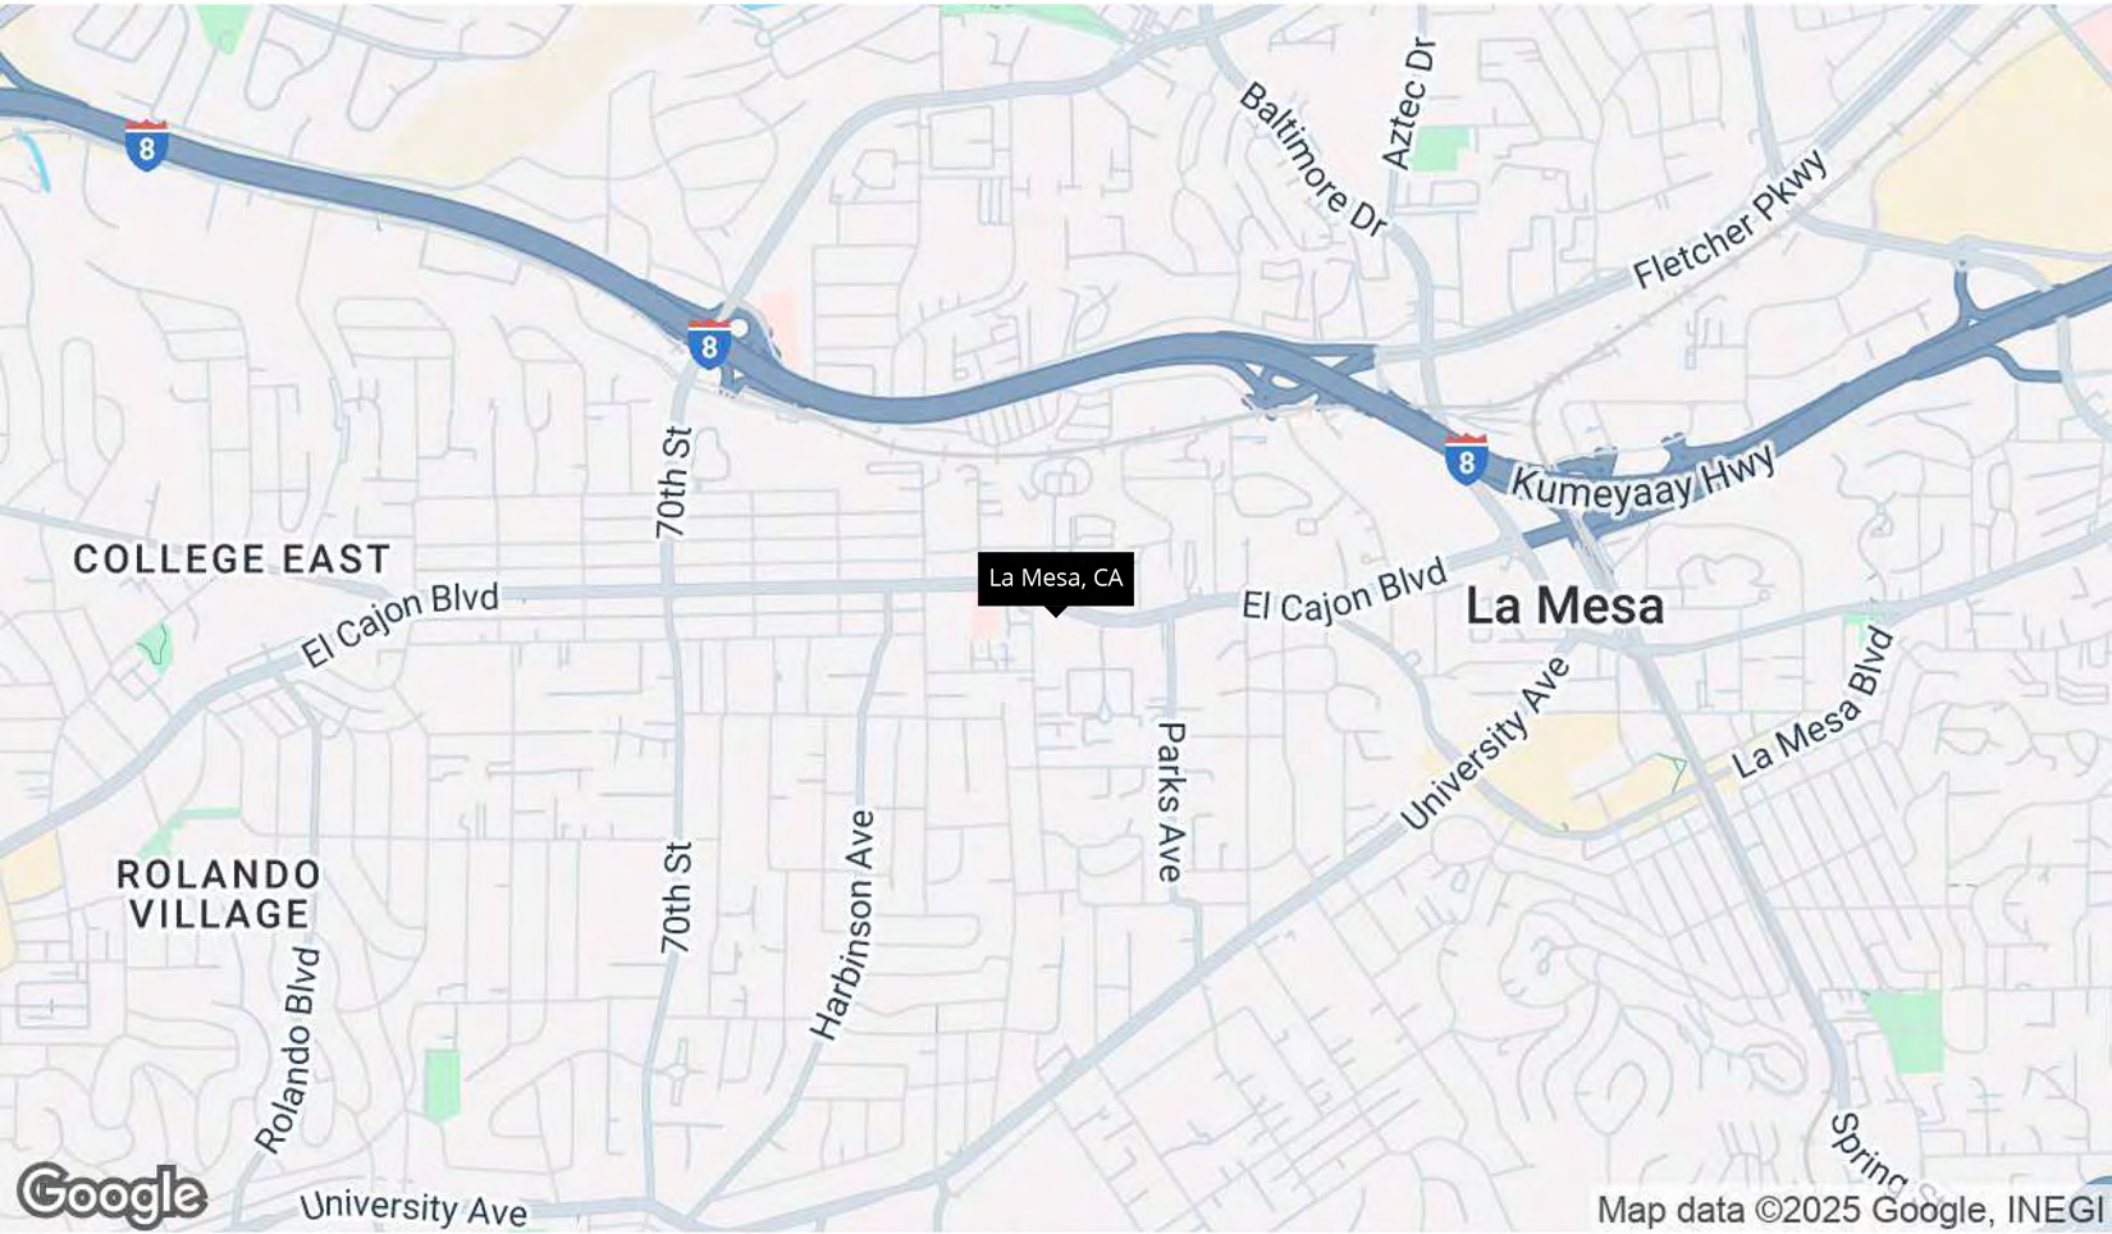 Baltimore Dr
Aztec Dr
8
Fletcher Pkwy
8
70th St
8
Kumeyaay Hwy
COLLEGE EAST
La Mesa, CA
El Cajon Blvd
El Cajon Blvd
La Mesa
University Ave
La Mesa Blvd
Parks Ave
ROLANDO
VILLAGE
70th St
Harbinson Ave
Rolando Blvd
Spring
Google
University Ave
Map data ©2025 Google, INEGI